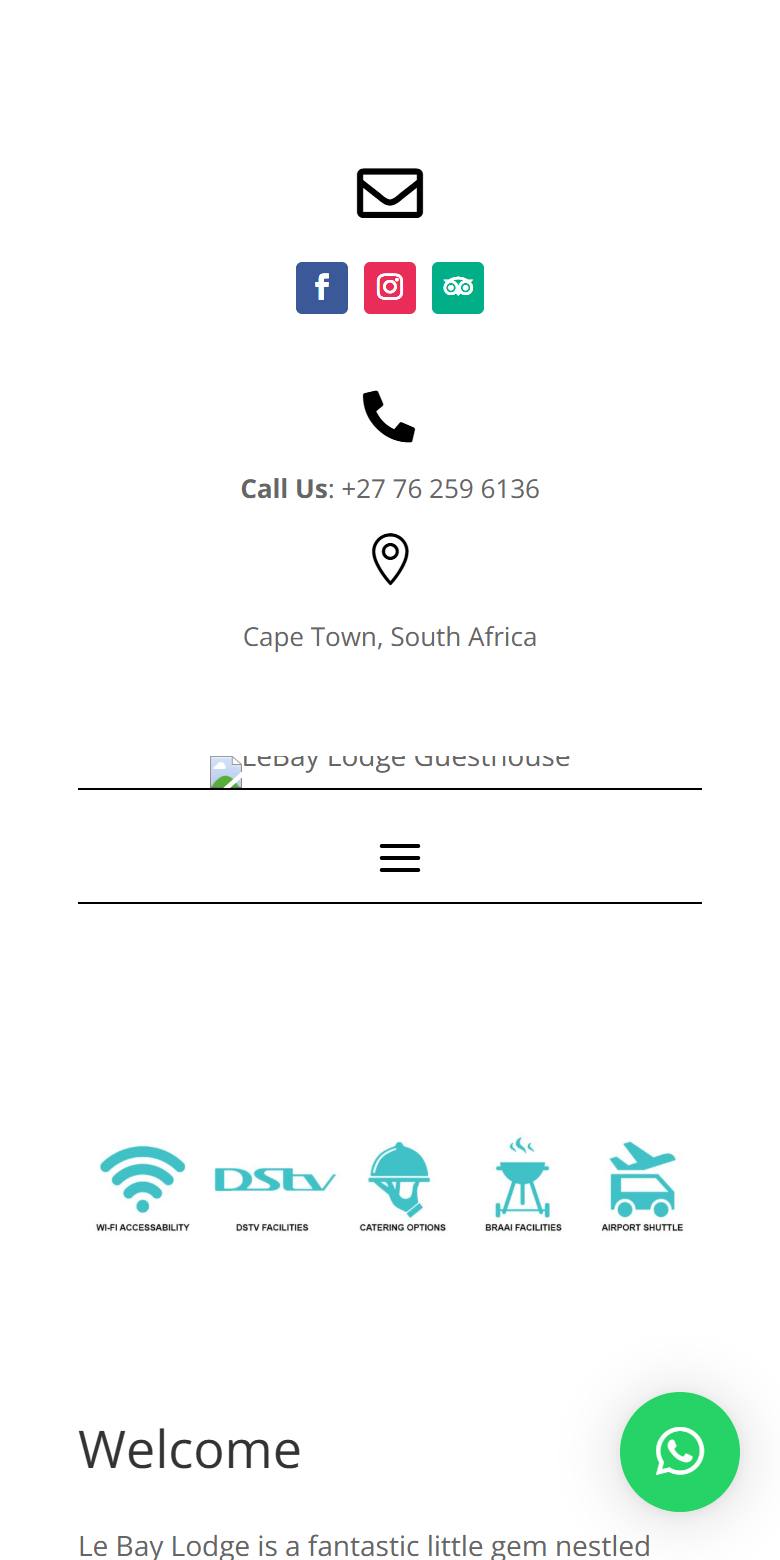 Call Us: +27 76 259 6136
Cape Town, South Africa
LeBay Lodge Guesthouse
DStv
WI-FI ACCESSABILITY
DSTV FACILITIES
CATERING OPTIONS
BRAAI FACILITIES
AIRPORT SHUTTLE
Welcome
Le Bay Lodge is a fantastic little gem nestled